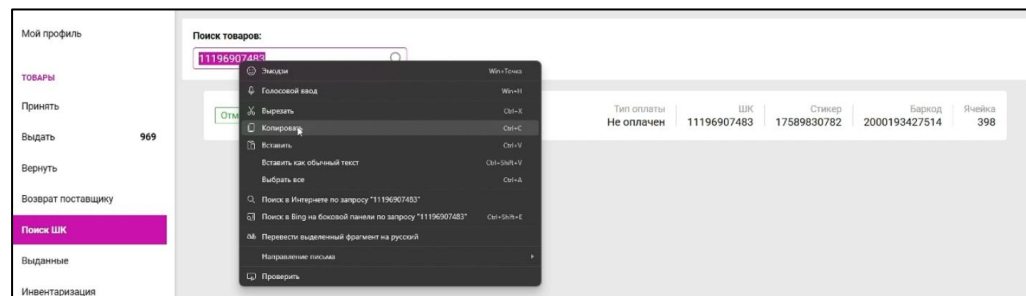 Мой профиль
ТОВАРЫ
Принять
Выдать 969
Вернуть
Возврат поставщику
Поиск ШК
Выданные
Инвентаризация
Поиск товаров:
11196907483
Эмодзи Win+Точка
Голосовой ввод Win+H
Вырезать Ctrl+X
Копировать Ctrl+C
Вставить Ctrl+V
Вставить как обычный текст Ctrl+Shift+V
Выбрать все Ctrl+A
Поиск в Интернете по запросу "11196907483"
Поиск в Bing на боковой панели по запросу "11196907483" Ctrl+Shift+E
Перевести выделенный фрагмент на русский
Направление письма
Проверить
Отм
Тип оплаты ШК Стикер Баркод Ячейка
Не оплачен 11196907483 17589830782 2000193427514 398